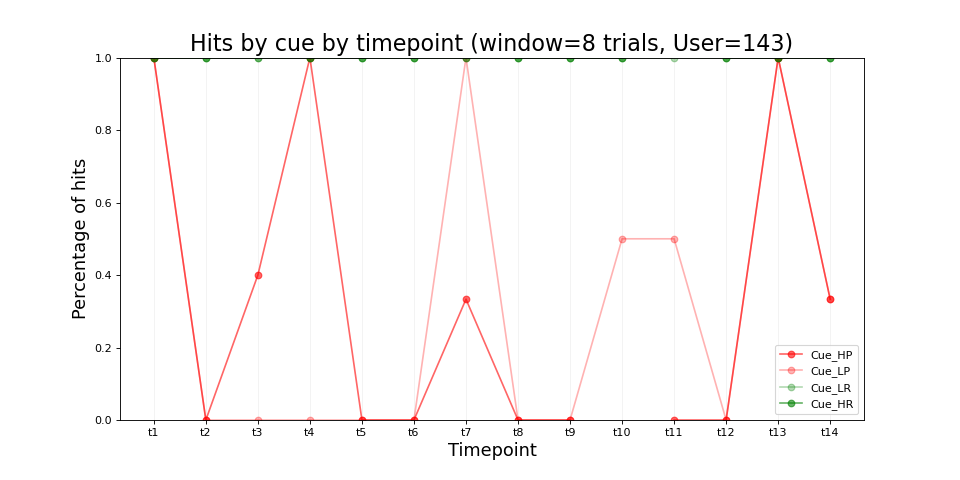 Hits by cue by timepoint (window=8 trials, User=143)
Percentage of hits
1.0
0.8
0.6
0.4
0.2
0.0
t1 t2 t3 t4 t5 t6 t7 t8 t9 t10 t11 t12 t13 t14
Timepoint
Cue_HP
Cue_LP
Cue_LR
Cue_HR